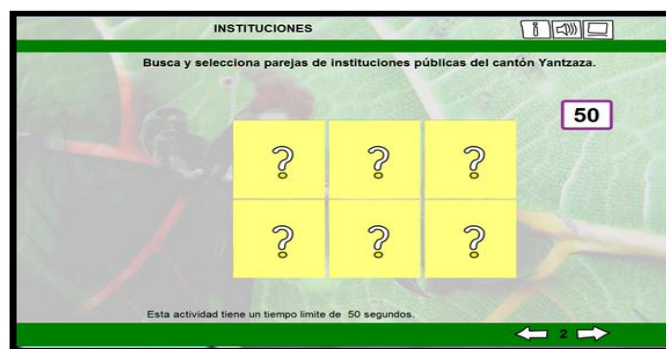 INSTITUCIONES
i
Busca y selecciona parejas de instituciones públicas del cantón Yantzaza.
50
? ? ?
? ? ?
Esta actividad tiene un tiempo limite de 50 segundos.
2